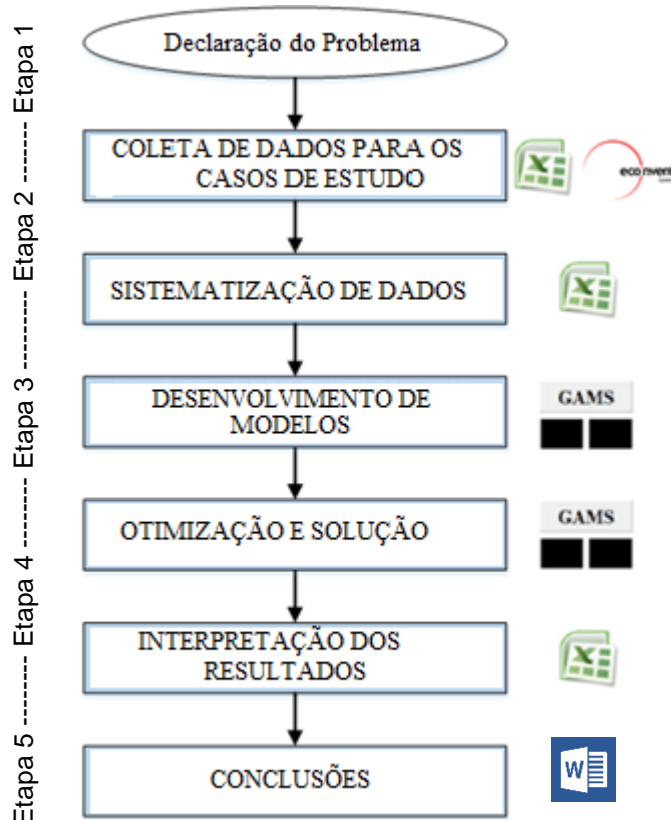 Etapa 5 --------- Etapa 4 --------- Etapa 3 --------- Etapa 2 ------- Etapa 1
Declaração do Problema
COLETA DE DADOS PARA OS
CASOS DE ESTUDO
SISTEMATIZAÇÃO DE DADOS
DESENVOLVIMENTO DE
MODELOS
GAMS
OTIMIZAÇÃO E SOLUÇÃO
GAMS
INTERPRETAÇÃO DOS
RESULTADOS
CONCLUSÕES
W